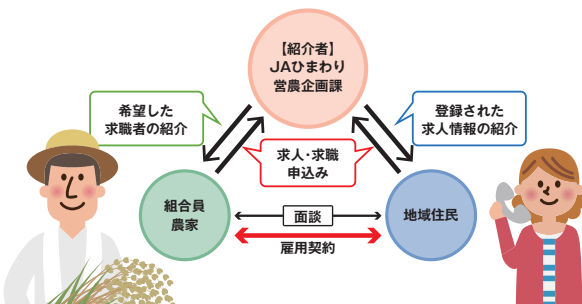 【紹介者】
JAひまわり
営農企画課
希望した
求職者の紹介
登録された
求人情報の紹介
求人・求職
申込み
組合員
農家
面談
地域住民
雇用契約